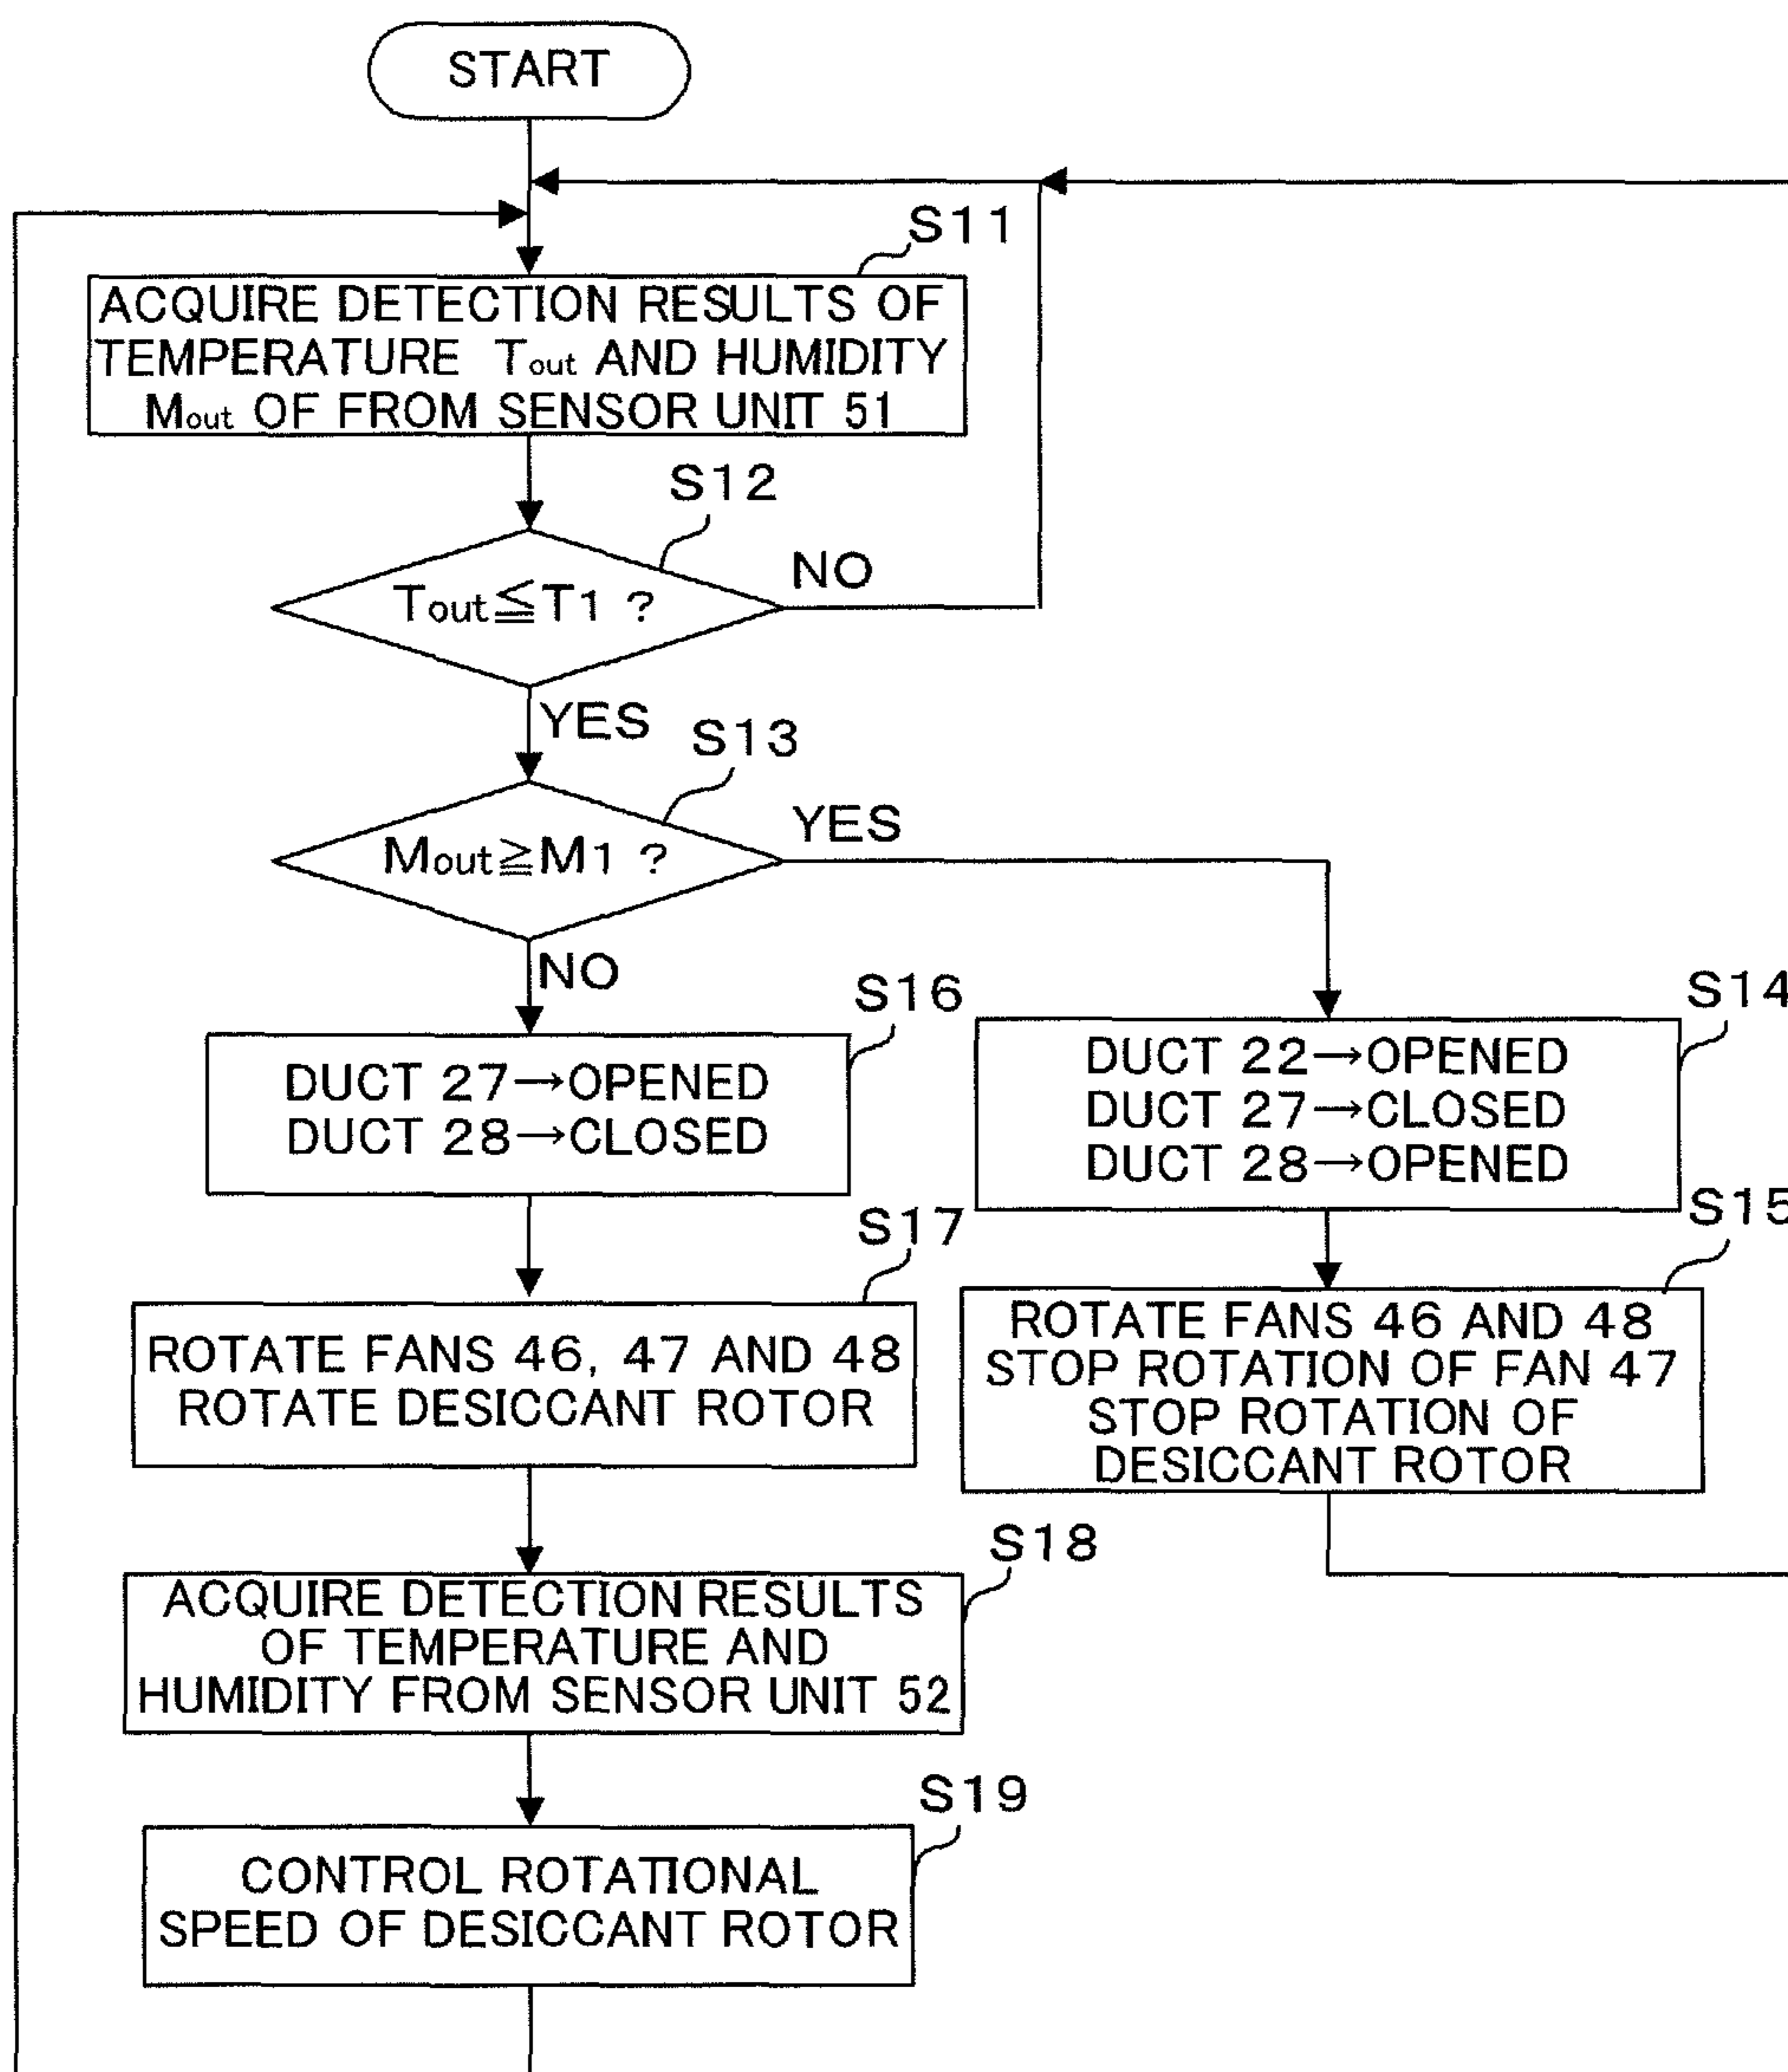 START
S11
ACQUIRE DETECTION RESULTS OF
TEMPERATURE Tout AND HUMIDITY
Mout OF FROM SENSOR UNIT 51
S12
Tout≦T1 ?
NO
YES
S13
Mout≧M1 ?
YES
NO
S16
DUCT 27→OPENED
DUCT 28→CLOSED
S14
DUCT 22→OPENED
DUCT 27→CLOSED
DUCT 28→OPENED
S17
ROTATE FANS 46, 47 AND 48
ROTATE DESICCANT ROTOR
S15
ROTATE FANS 46 AND 48
STOP ROTATION OF FAN 47
STOP ROTATION OF
DESICCANT ROTOR
S18
ACQUIRE DETECTION RESULTS
OF TEMPERATURE AND
HUMIDITY FROM SENSOR UNIT 52
S19
CONTROL ROTATIONAL
SPEED OF DESICCANT ROTOR